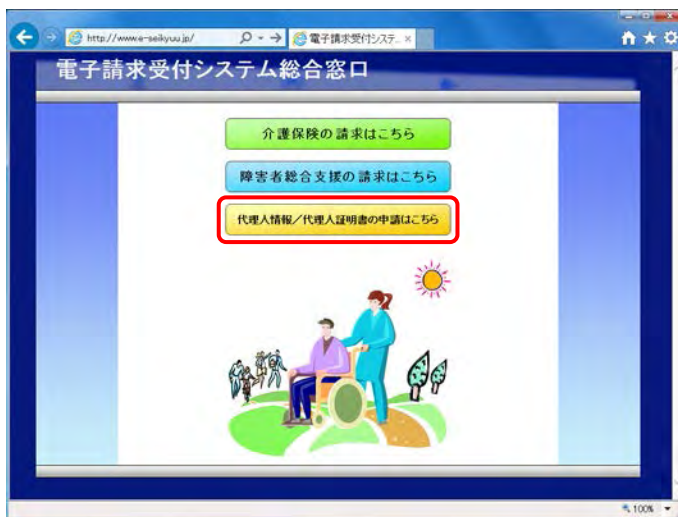 http://www.e-seikyuu.jp/
電子請求受付システ... ×
電子請求受付システム総合窓口
介護保険の請求はこちら
障害者総合支援の請求はこちら
代理人情報／代理人証明書の申請はこちら
100%